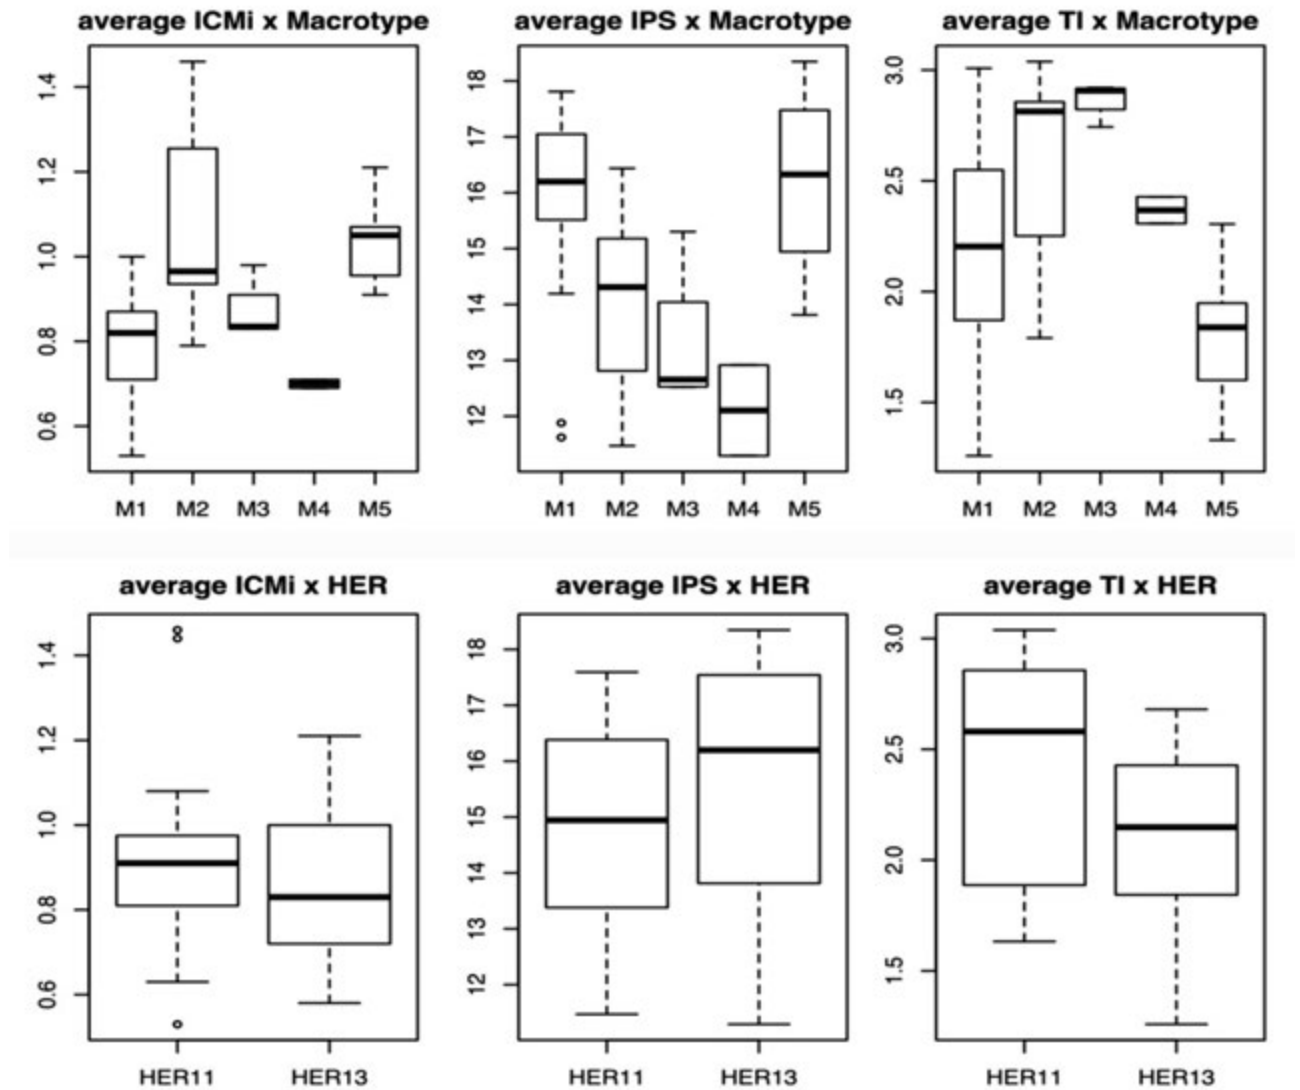 average ICMi x Macrotype
1.4
1.2
1.0
0.8
0.6
M1 M2 M3 M4 M5
average IPS x Macrotype
18
17
16
15
14
13
12
M1 M2 M3 M4 M5
average TI x Macrotype
3.0
2.5
2.0
1.5
M1 M2 M3 M4 M5
average ICMi x HER
1.4
1.2
1.0
0.8
0.6
HER11 HER13
average IPS x HER
18
17
16
15
14
13
12
HER11 HER13
average TI x HER
3.0
2.5
2.0
1.5
HER11 HER13